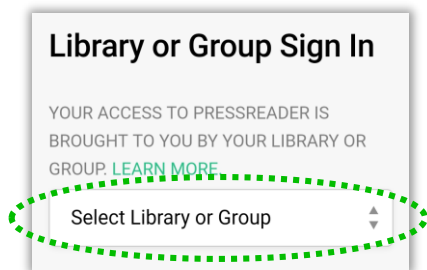 Library or Group Sign In
YOUR ACCESS TO PRESSREADER IS
BROUGHT TO YOU BY YOUR LIBRARY OR
GROUP. LEARN MORE
Select Library or Group